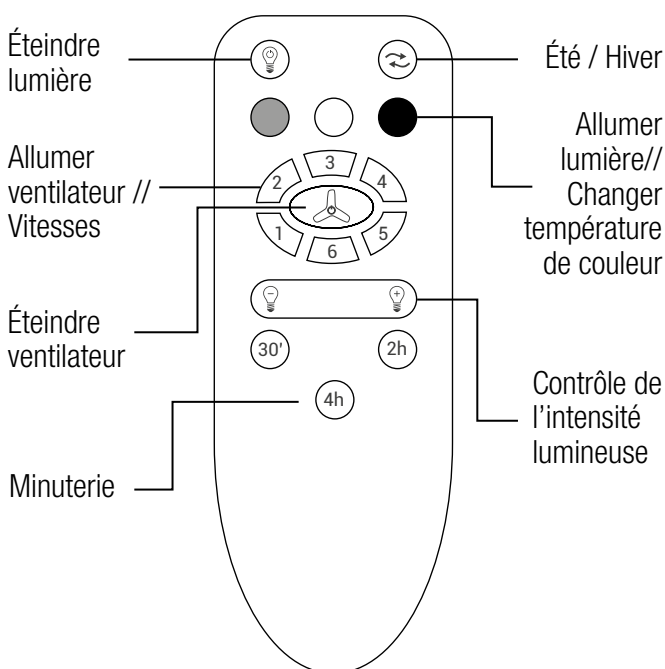 Éteindre
lumière
Été / Hiver
Allumer
lumière//
Changer
température
de couleur
Allumer
ventilateur //
Vitesses
3
2
4
1
5
6
Éteindre
ventilateur
- +
30'
2h
4h
Contrôle de
l'intensité
lumineuse
Minuterie